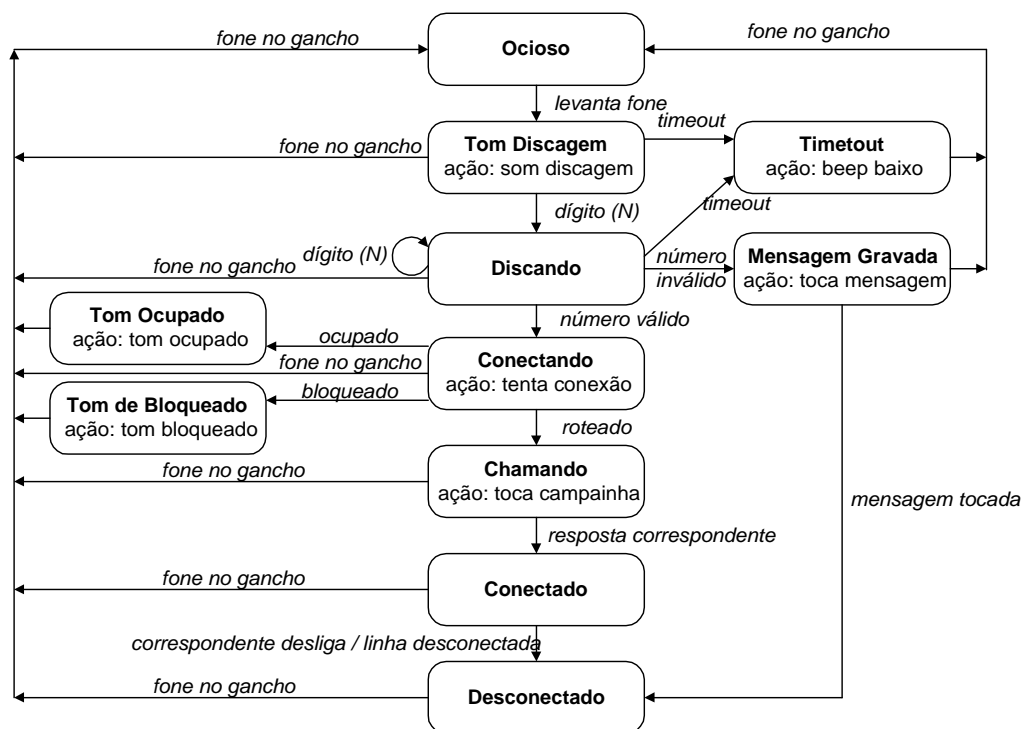 fone no gancho
Ocioso
fone no gancho
levanta fone
timeout
fone no gancho
Tom Discagem
ação: som discagem
Timetout
ação: beep baixo
dígito (N)
timeout
dígito (N)
fone no gancho
Discando
número
inválido
Mensagem Gravada
ação: toca mensagem
Tom Ocupado
ação: tom ocupado
número válido
ocupado
fone no gancho
Conectando
ação: tenta conexão
bloqueado
Tom de Bloqueado
ação: tom bloqueado
roteado
fone no gancho
Chamando
ação: toca campainha
mensagem tocada
resposta correspondente
fone no gancho
Conectado
correspondente desliga / linha desconectada
fone no gancho
Desconectado